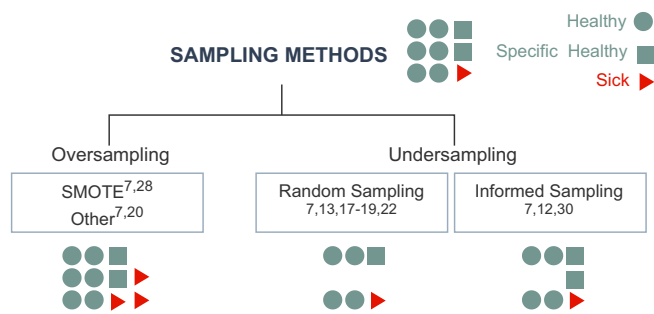 Healthy
SAMPLING METHODS
Specific Healthy
Sick
Oversampling
Undersampling
SMOTE7,28
Other7,20
Random Sampling
7,13,17-19,22
Informed Sampling
7,12,30